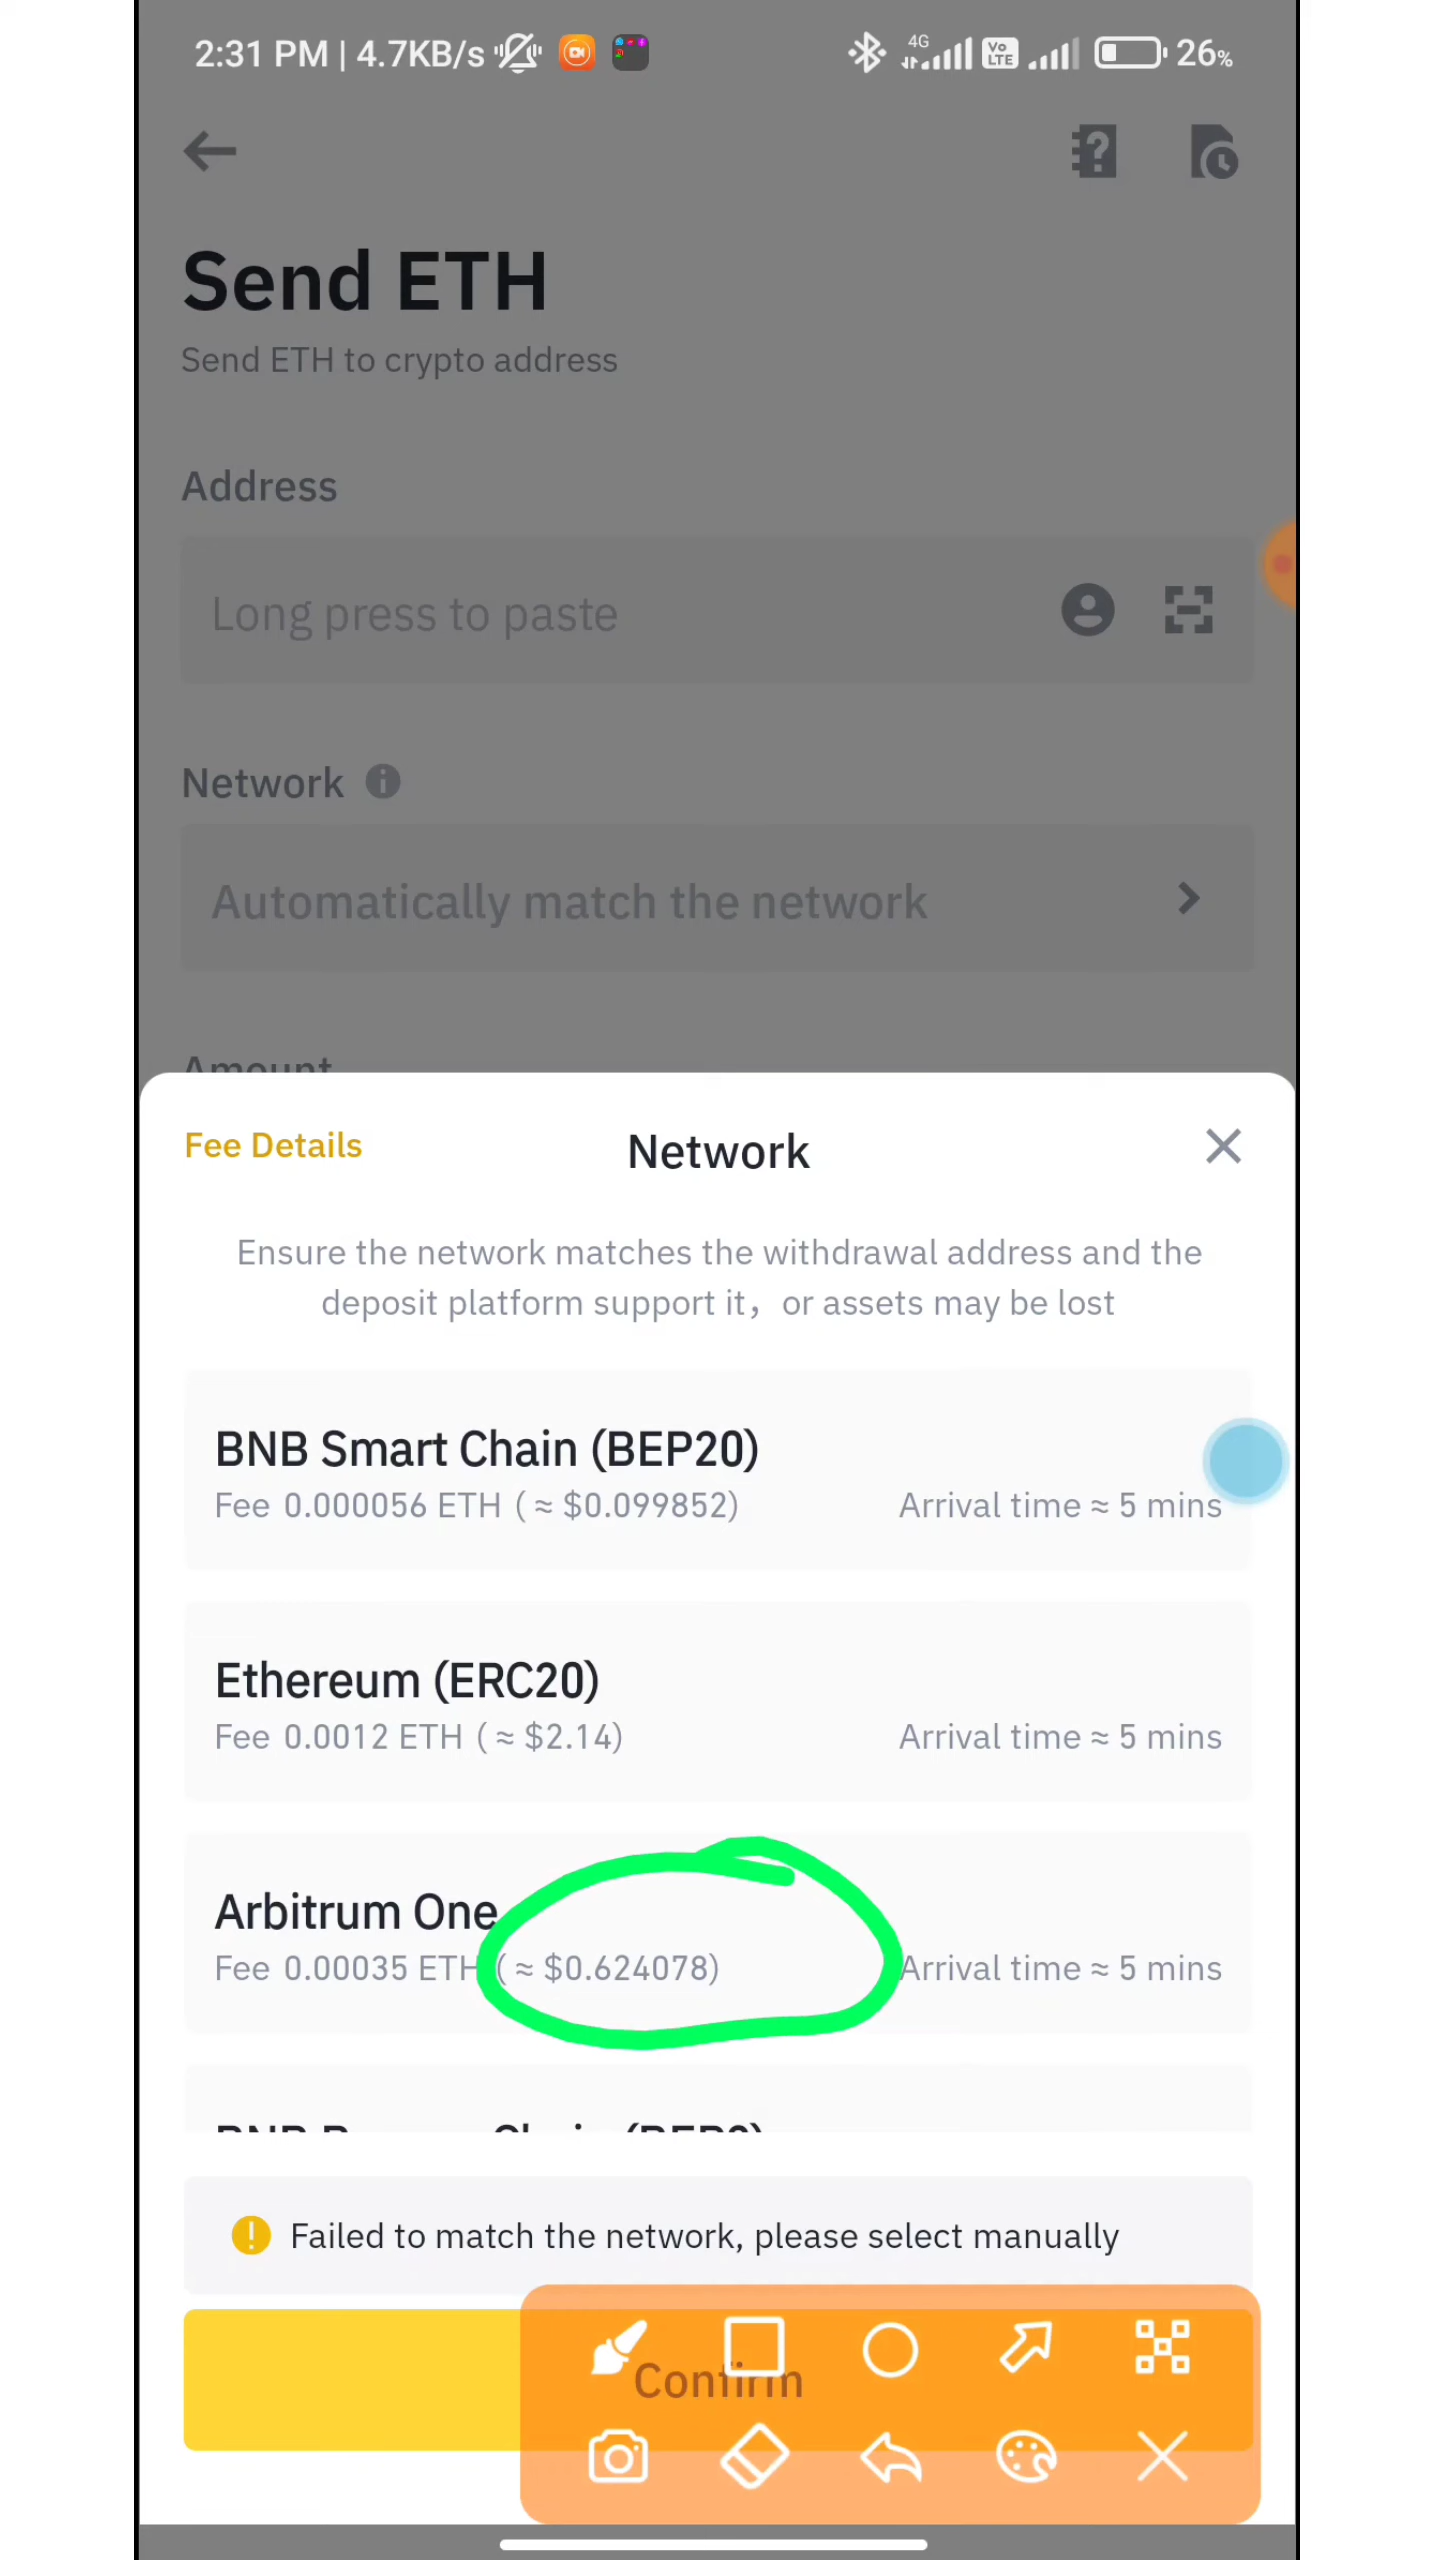 2:31 PM | 4.7KB/s 4G Vo LTE 26%
Send ETH
Send ETH to crypto address
Address
Long press to paste
Network
Automatically match the network
Amount
Fee Details
Network
Ensure the network matches the withdrawal address and the
deposit platform support it, or assets may be lost
BNB Smart Chain (BEP20)
Fee 0.000056 ETH ( ≈ $0.099852)
Arrival time ≈ 5 mins
Ethereum (ERC20)
Fee 0.0012 ETH ( ≈ $2.14)
Arrival time ≈ 5 mins
Arbitrum One
Fee 0.00035 ETH ( ≈ $0.624078)
Arrival time ≈ 5 mins
Failed to match the network, please select manually
Confirm